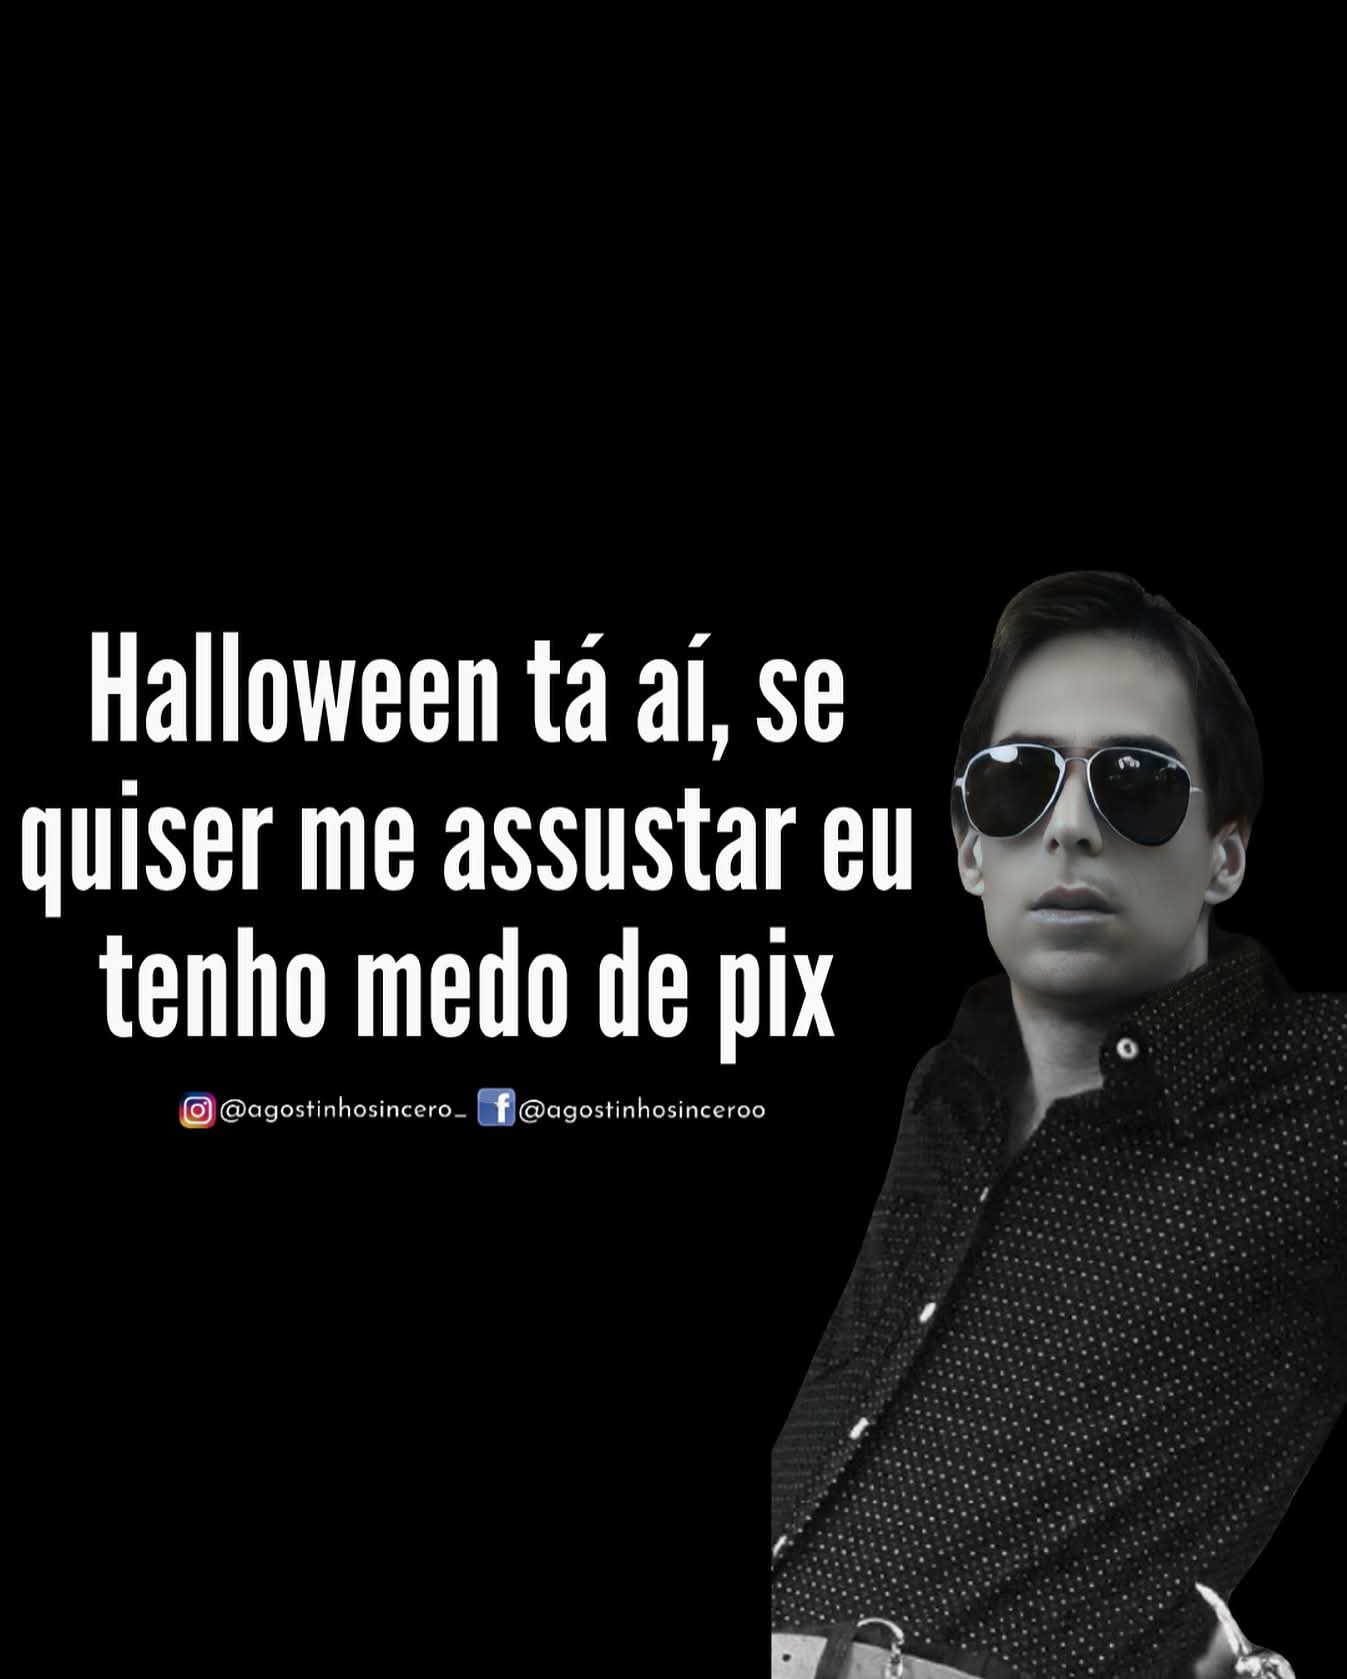 Halloween tá aí, se
quiser me assustar eu
tenho medo de pix
@agostinhosincero_ @agostinhosinceroo